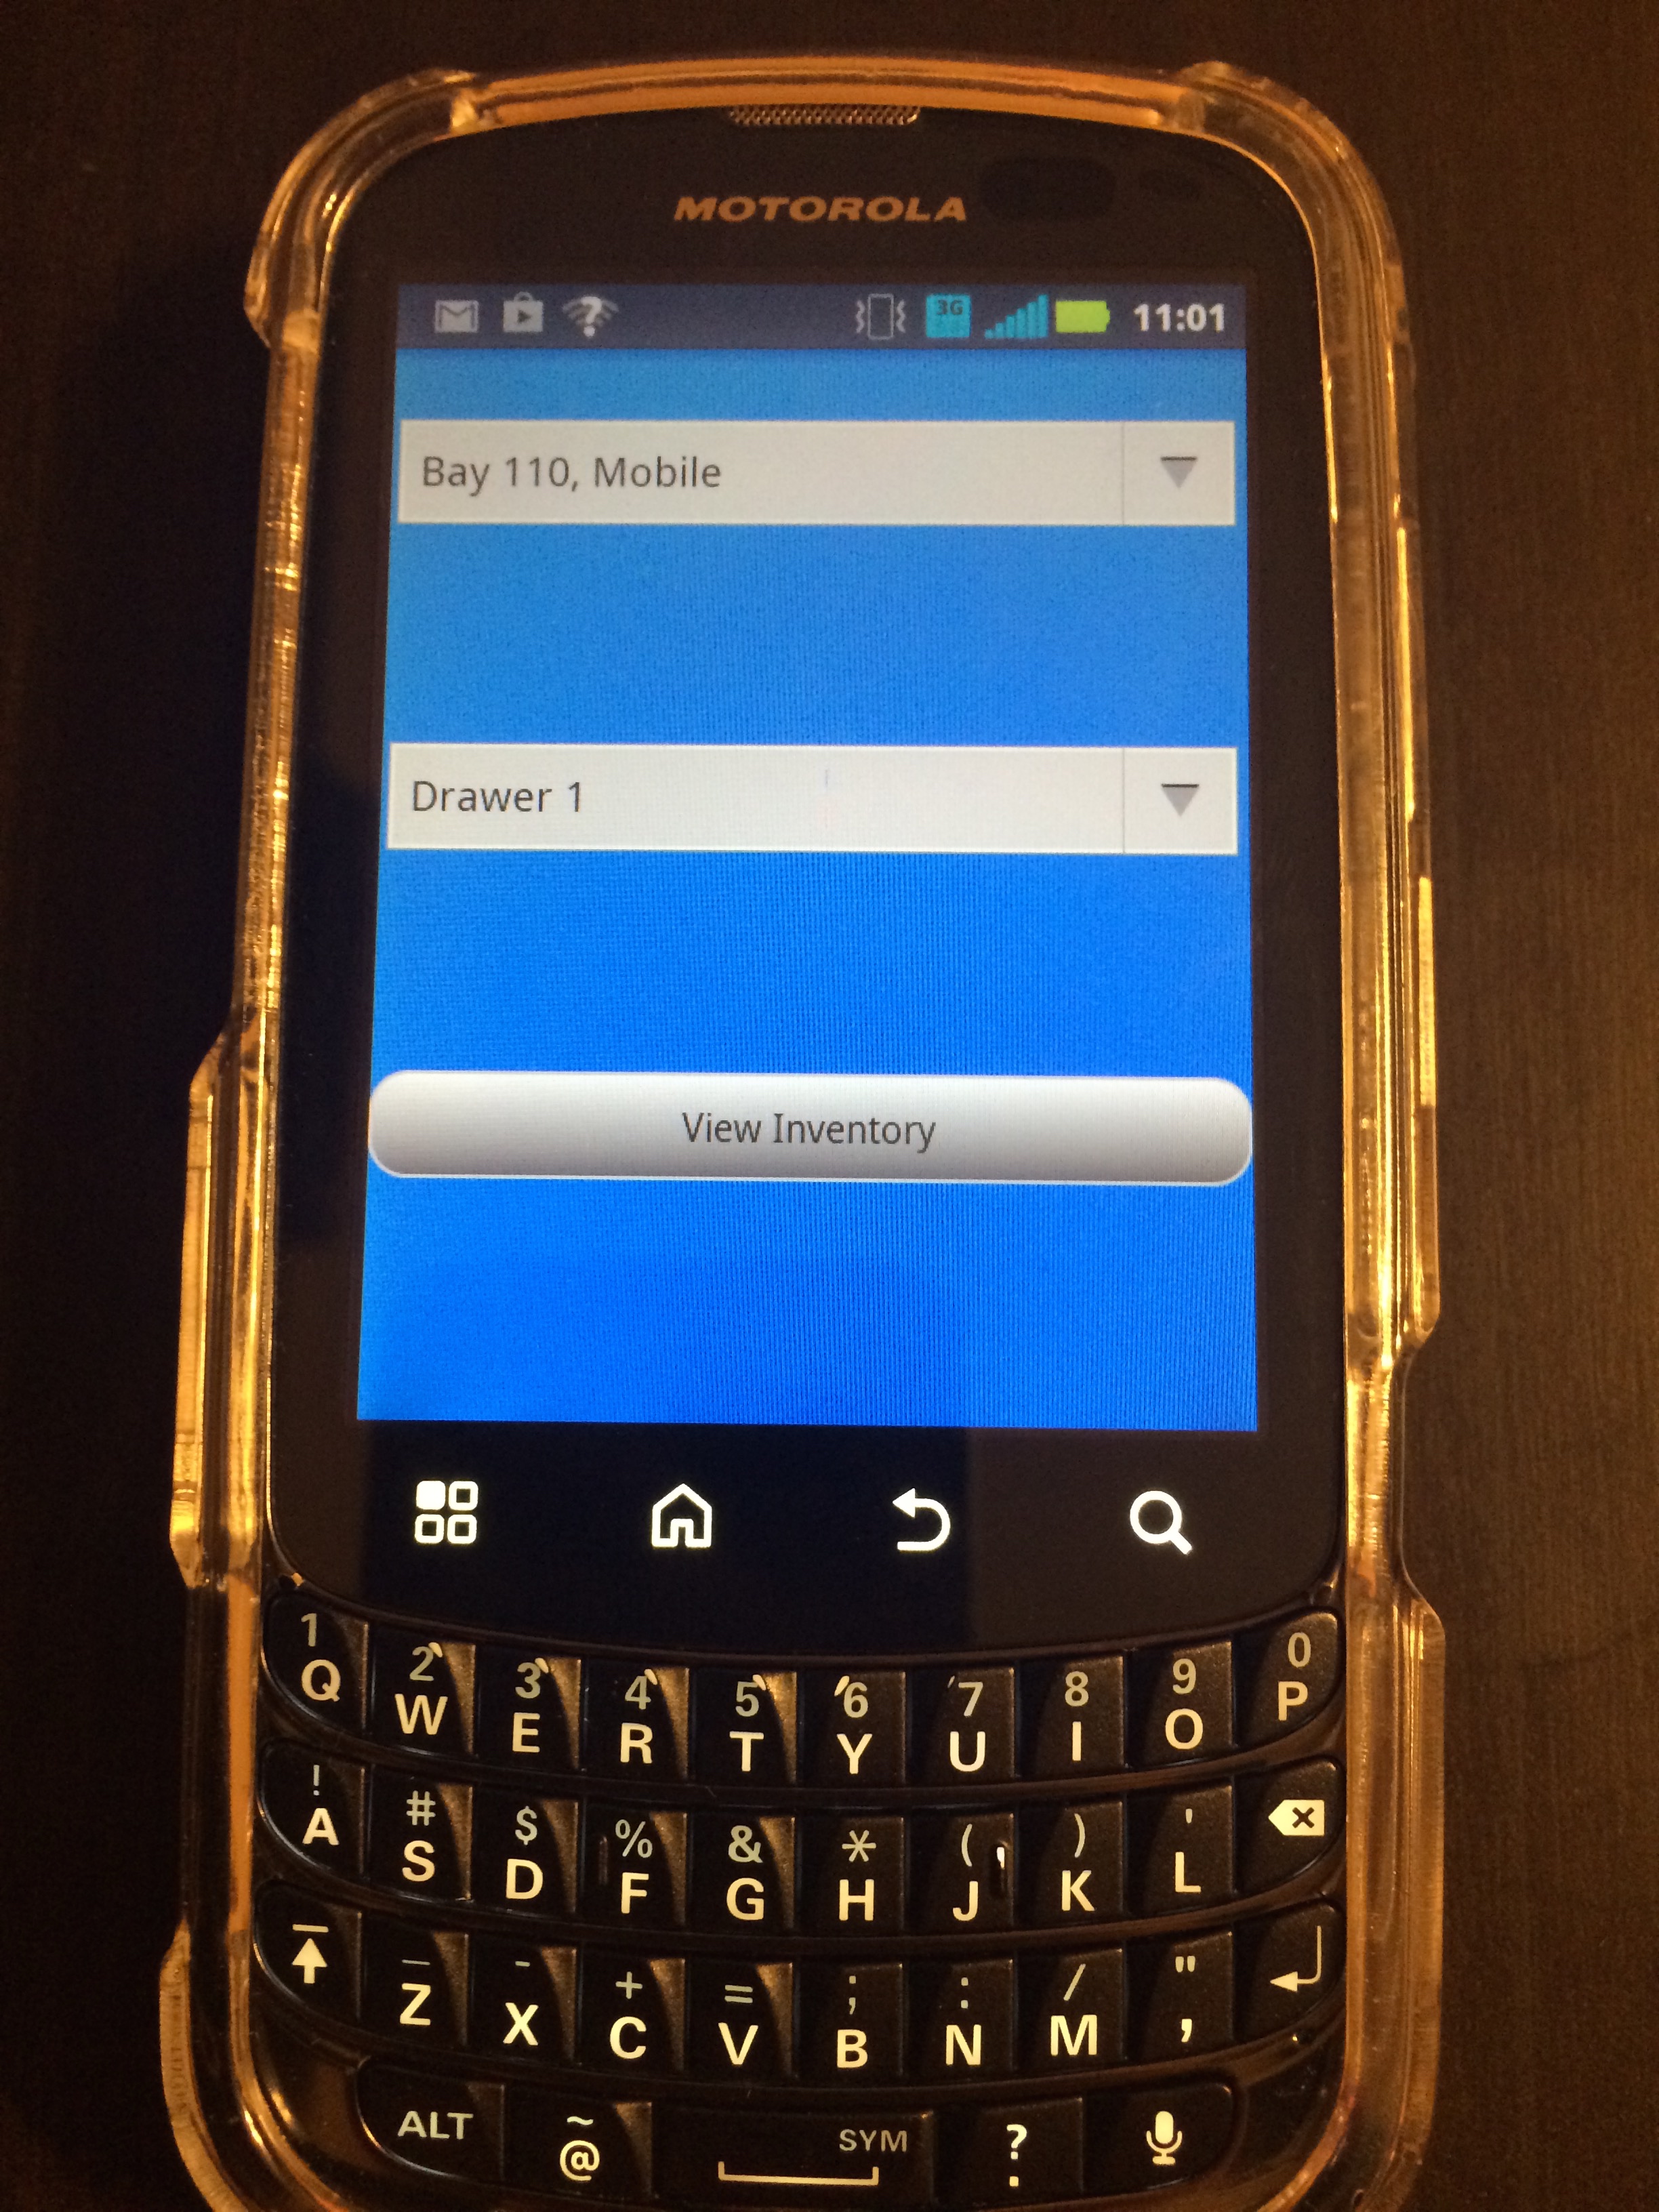 MOTOROLA
3G 11:01
Bay 110, Mobile
Drawer 1
View Inventory
1 2 3 4 5 6 7 8 9 0
Q W E R T Y U I O P
! # $ % & * ( ) '
A S D F G H J K L
_ - + = ; : / "
Z X C V B N M ,
ALT ~ @ SYM ? .